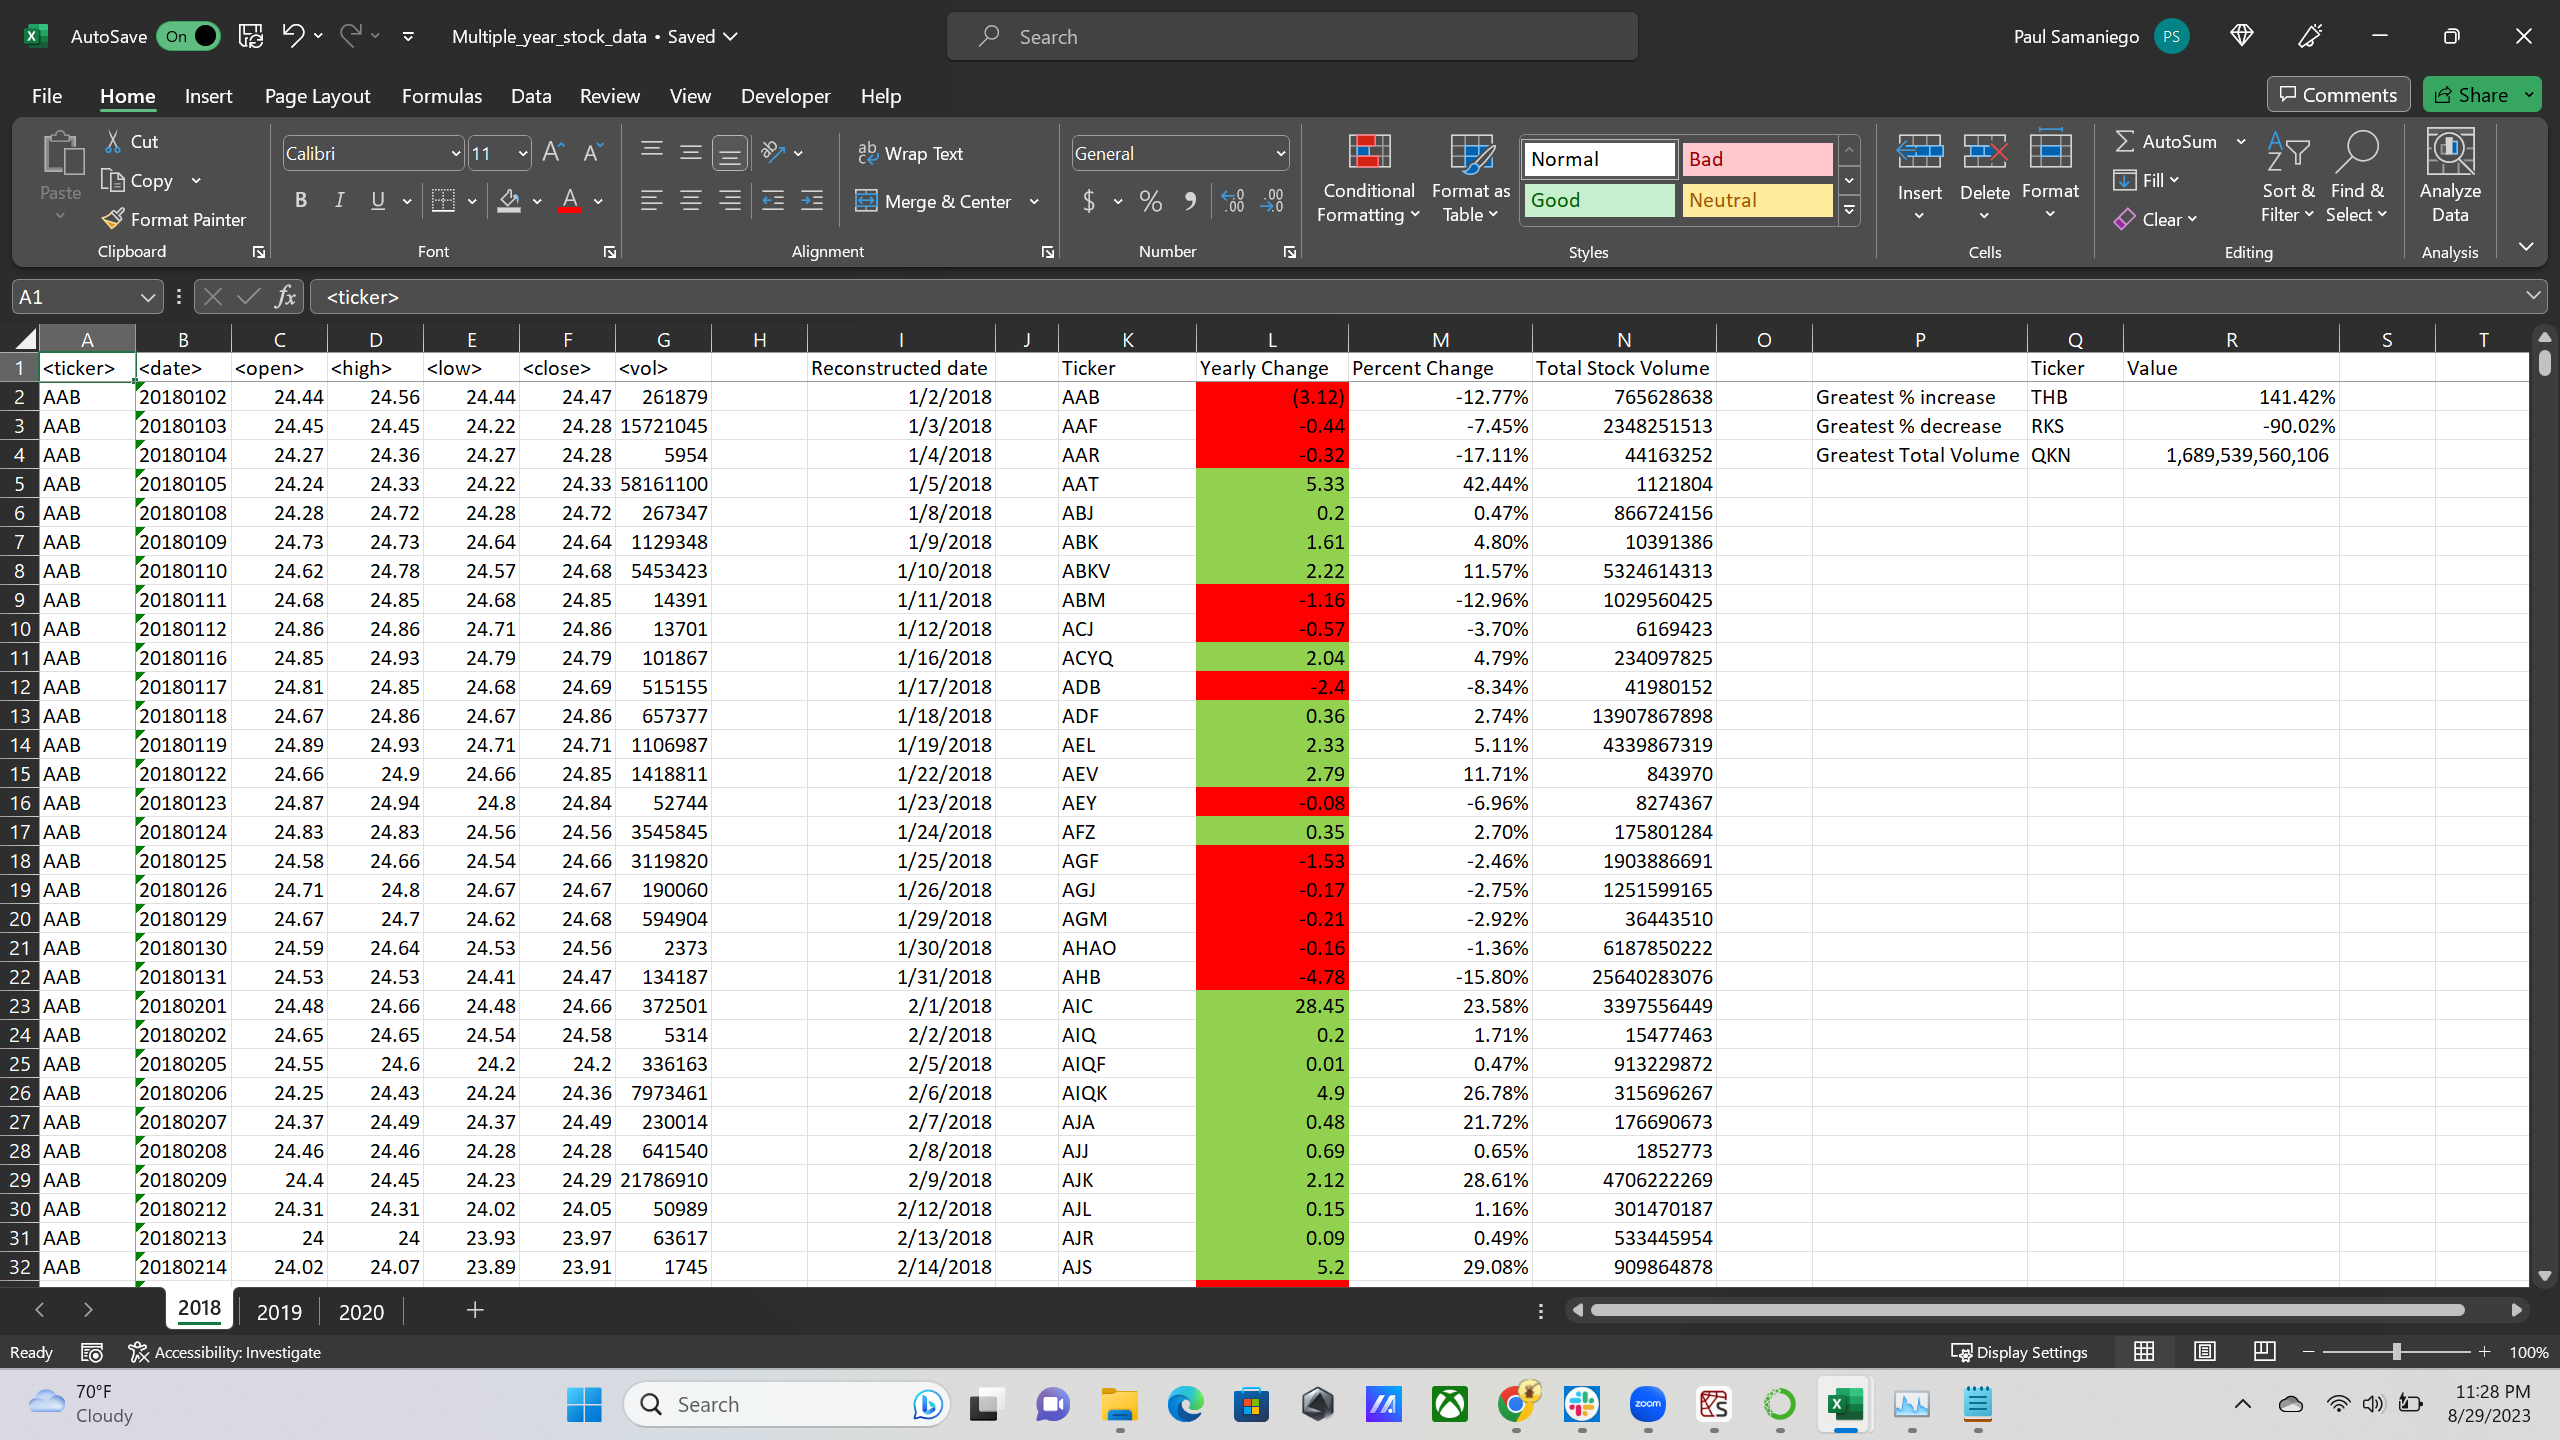 AutoSave On Multiple_year_stock_data • Saved Search Paul Samaniego PS
File Home Insert Page Layout Formulas Data Review View Developer Help Comments Share
Paste Cut Copy Format Painter Clipboard
Calibri 11 B I U A Font
Wrap Text Merge & Center Alignment
General $ % Number
Conditional Formatting Format as Table Normal Bad Good Neutral Styles
Insert Delete Format Cells
AutoSum Fill Clear Sort & Filter Find & Select Editing
Analyze Data Analysis
A1 fx <ticker>
A B C D E F G H I J K L M N O P Q R S T
1 <ticker> <date> <open> <high> <low> <close> <vol> Reconstructed date Ticker Yearly Change Percent Change Total Stock Volume Ticker Value
2 AAB 20180102 24.44 24.56 24.44 24.47 261879 1/2/2018 AAB (3.12) -12.77% 765628638 Greatest % increase THB 141.42%
3 AAB 20180103 24.45 24.45 24.22 24.28 15721045 1/3/2018 AAF -0.44 -7.45% 2348251513 Greatest % decrease RKS -90.02%
4 AAB 20180104 24.27 24.36 24.27 24.28 5954 1/4/2018 AAR -0.32 -17.11% 44163252 Greatest Total Volume QKN 1,689,539,560,106
5 AAB 20180105 24.24 24.33 24.22 24.33 58161100 1/5/2018 AAT 5.33 42.44% 1121804
6 AAB 20180108 24.28 24.72 24.28 24.72 267347 1/8/2018 ABJ 0.2 0.47% 866724156
7 AAB 20180109 24.73 24.73 24.64 24.64 1129348 1/9/2018 ABK 1.61 4.80% 10391386
8 AAB 20180110 24.62 24.78 24.57 24.68 5453423 1/10/2018 ABKV 2.22 11.57% 5324614313
9 AAB 20180111 24.68 24.85 24.68 24.85 14391 1/11/2018 ABM -1.16 -12.96% 1029560425
10 AAB 20180112 24.86 24.86 24.71 24.86 13701 1/12/2018 ACJ -0.57 -3.70% 6169423
11 AAB 20180116 24.85 24.93 24.79 24.79 101867 1/16/2018 ACYQ 2.04 4.79% 234097825
12 AAB 20180117 24.81 24.85 24.68 24.69 515155 1/17/2018 ADB -2.4 -8.34% 41980152
13 AAB 20180118 24.67 24.86 24.67 24.86 657377 1/18/2018 ADF 0.36 2.74% 13907867898
14 AAB 20180119 24.89 24.93 24.71 24.71 1106987 1/19/2018 AEL 2.33 5.11% 4339867319
15 AAB 20180122 24.66 24.9 24.66 24.85 1418811 1/22/2018 AEV 2.79 11.71% 843970
16 AAB 20180123 24.87 24.94 24.8 24.84 52744 1/23/2018 AEY -0.08 -6.96% 8274367
17 AAB 20180124 24.83 24.83 24.56 24.56 3545845 1/24/2018 AFZ 0.35 2.70% 175801284
18 AAB 20180125 24.58 24.66 24.54 24.66 3119820 1/25/2018 AGF -1.53 -2.46% 1903886691
19 AAB 20180126 24.71 24.8 24.67 24.67 190060 1/26/2018 AGJ -0.17 -2.75% 1251599165
20 AAB 20180129 24.67 24.7 24.62 24.68 594904 1/29/2018 AGM -0.21 -2.92% 36443510
21 AAB 20180130 24.59 24.64 24.53 24.56 2373 1/30/2018 AHAO -0.16 -1.36% 6187850222
22 AAB 20180131 24.53 24.53 24.41 24.47 134187 1/31/2018 AHB -4.78 -15.80% 25640283076
23 AAB 20180201 24.48 24.66 24.48 24.66 372501 2/1/2018 AIC 28.45 23.58% 3397556449
24 AAB 20180202 24.65 24.65 24.54 24.58 5314 2/2/2018 AIQ 0.2 1.71% 15477463
25 AAB 20180205 24.55 24.6 24.2 24.2 336163 2/5/2018 AIQF 0.01 0.47% 913229872
26 AAB 20180206 24.25 24.43 24.24 24.36 7973461 2/6/2018 AIQK 4.9 26.78% 315696267
27 AAB 20180207 24.37 24.49 24.37 24.49 230014 2/7/2018 AJA 0.48 21.72% 176690673
28 AAB 20180208 24.46 24.46 24.28 24.28 641540 2/8/2018 AJJ 0.69 0.65% 1852773
29 AAB 20180209 24.4 24.45 24.23 24.29 21786910 2/9/2018 AJK 2.12 28.61% 4706222269
30 AAB 20180212 24.31 24.31 24.02 24.05 50989 2/12/2018 AJL 0.15 1.16% 301470187
31 AAB 20180213 24 24 23.93 23.97 63617 2/13/2018 AJR 0.09 0.49% 533445954
32 AAB 20180214 24.02 24.07 23.89 23.91 1745 2/14/2018 AJS 5.2 29.08% 909864878
2018 2019 2020
Ready Accessibility: Investigate Display Settings 100%
70°F
Cloudy
Search
zoom
11:28 PM
8/29/2023